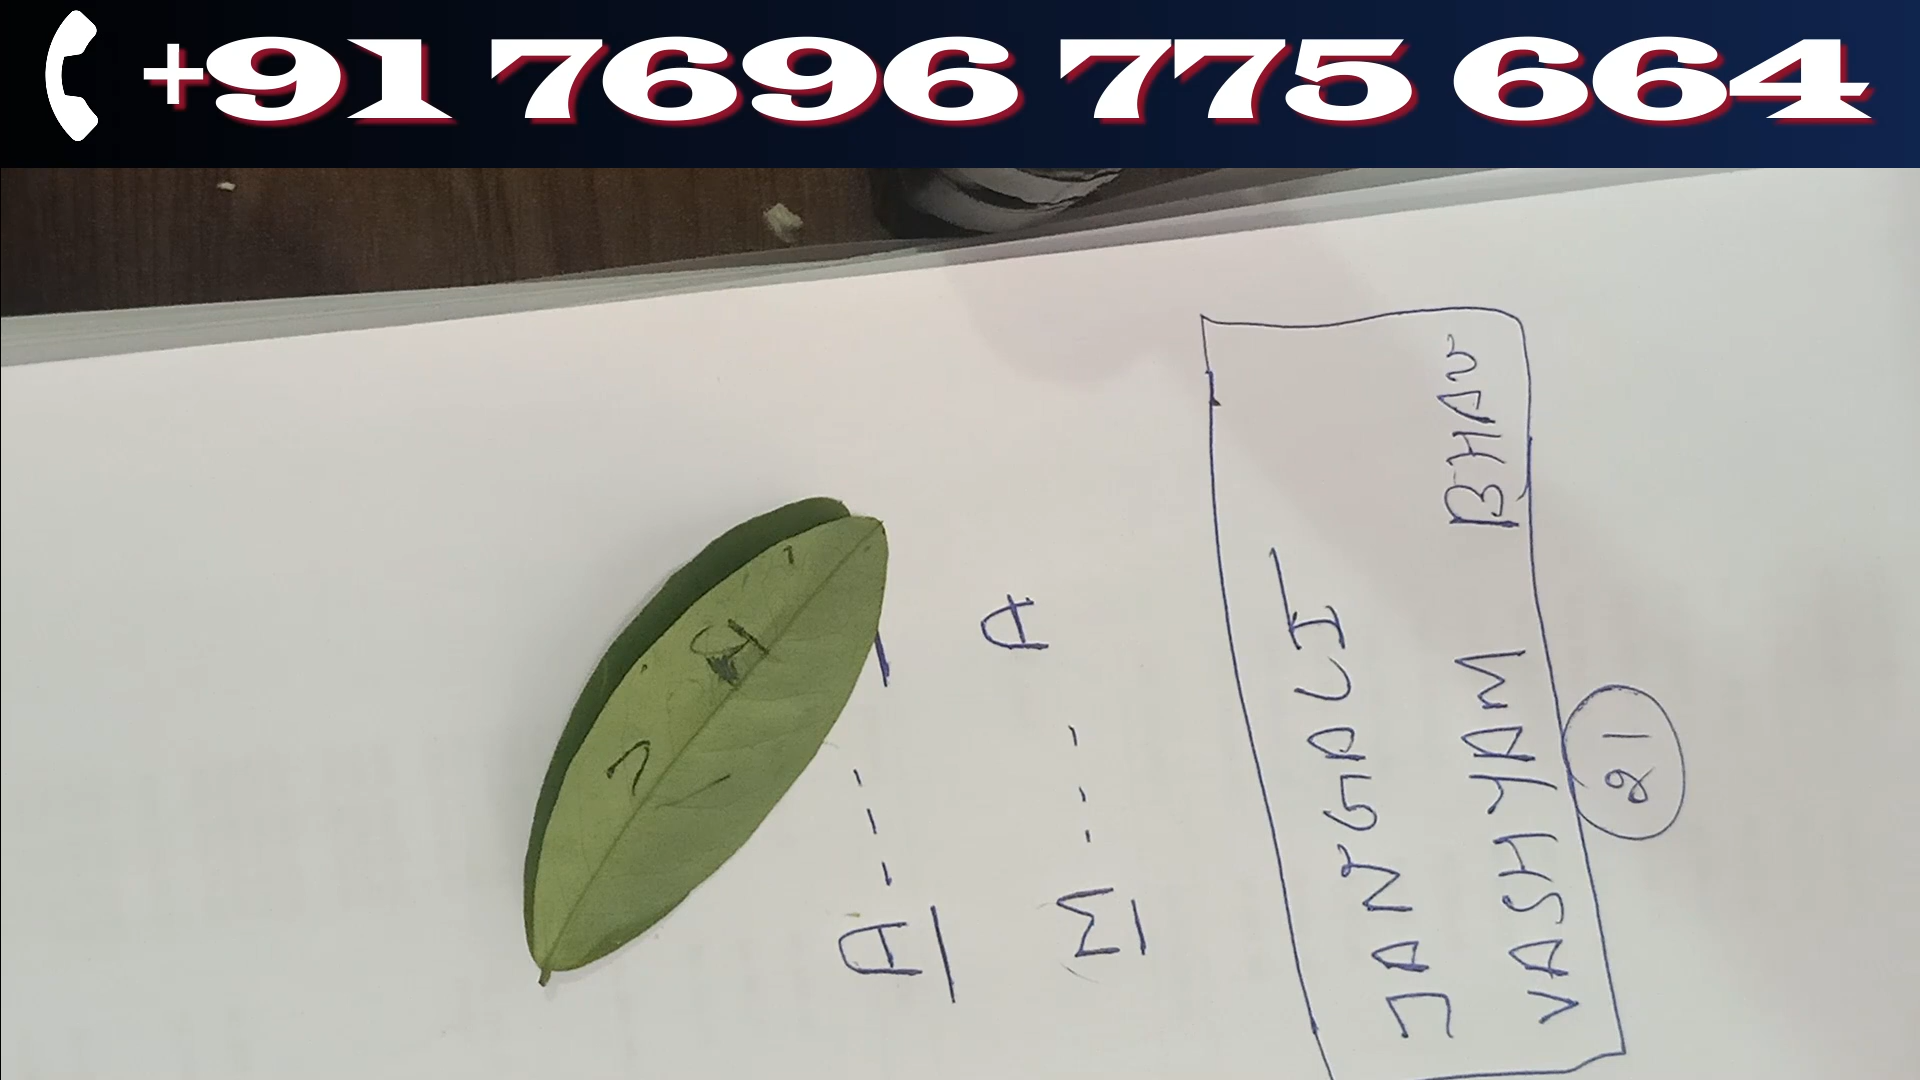 +91 7696 775 664
A - - -
M - - - A
JANGALI
VASHYAM BHAV
21